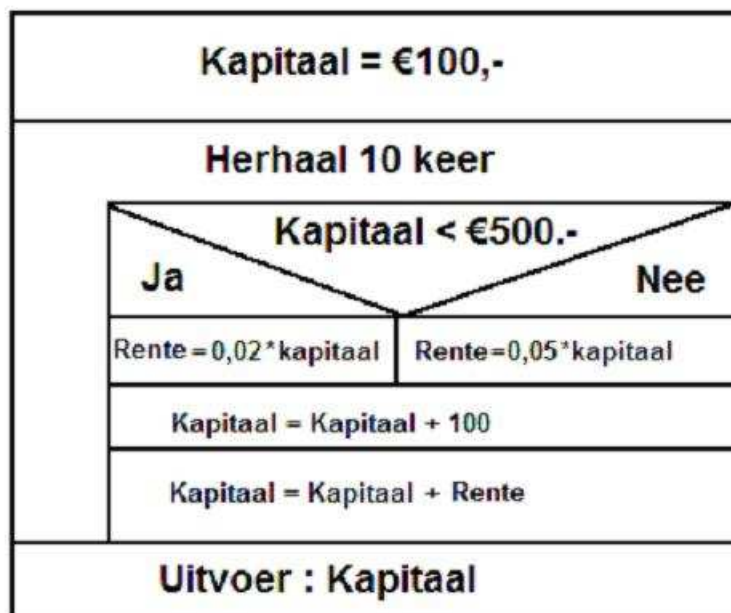 Kapitaal = €100,-
Herhaal 10 keer
Kapitaal < €500.-
Ja
Nee
Rente=0,02*kapitaal
Rente=0,05*kapitaal
Kapitaal = Kapitaal + 100
Kapitaal = Kapitaal + Rente
Uitvoer : Kapitaal